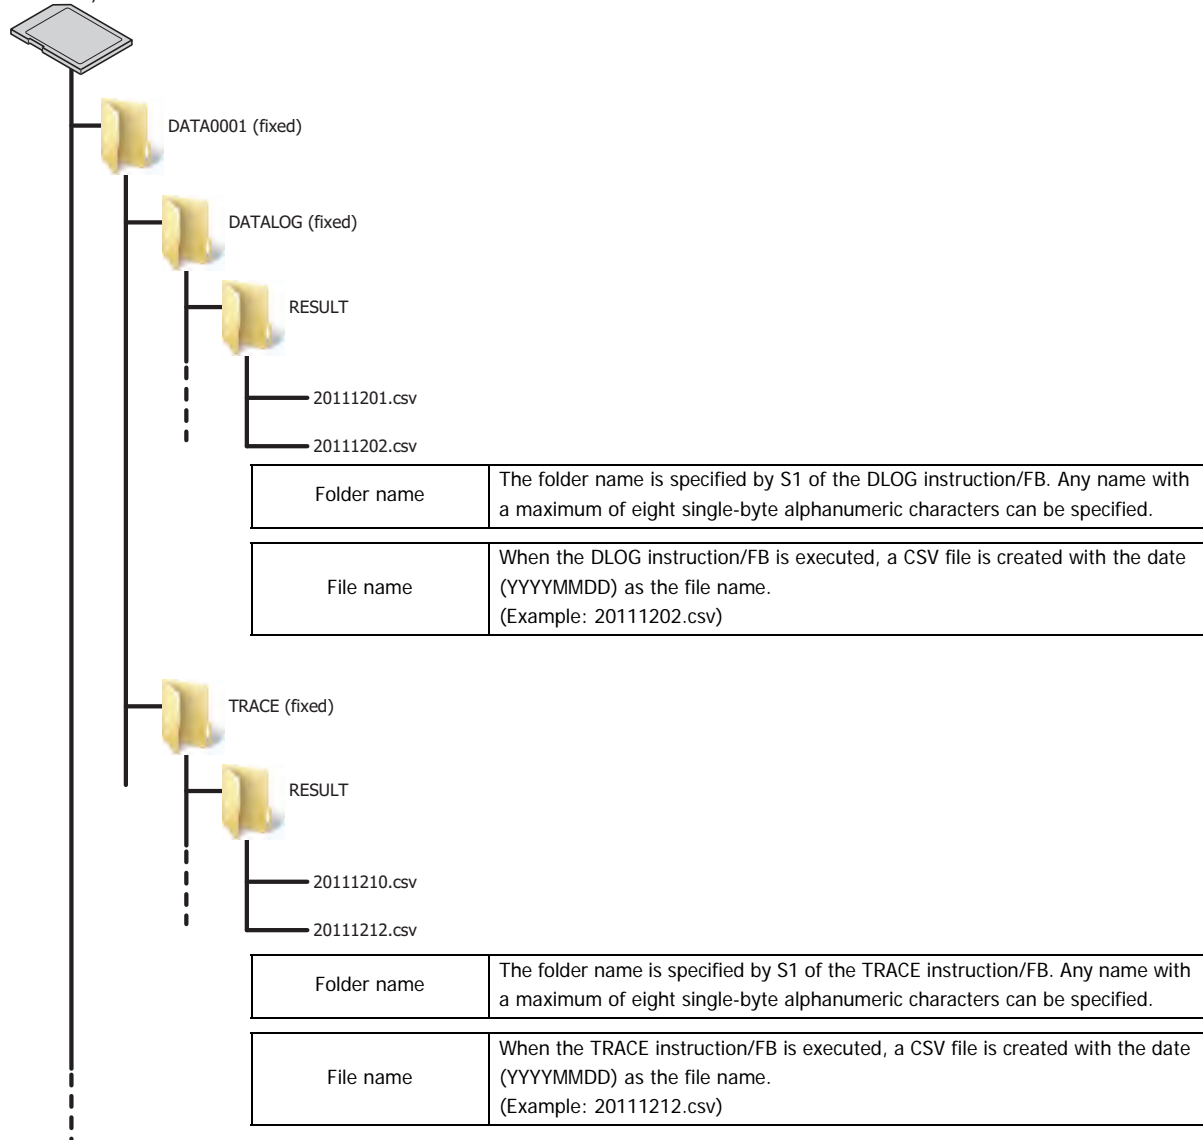 DATA0001 (fixed)
DATALOG (fixed)
RESULT
20111201.csv
20111202.csv
Folder name
The folder name is specified by S1 of the DLOG instruction/FB. Any name with
a maximum of eight single-byte alphanumeric characters can be specified.
File name
When the DLOG instruction/FB is executed, a CSV file is created with the date
(YYYYMMDD) as the file name.
(Example: 20111202.csv)
TRACE (fixed)
RESULT
20111210.csv
20111212.csv
Folder name
The folder name is specified by S1 of the TRACE instruction/FB. Any name with
a maximum of eight single-byte alphanumeric characters can be specified.
File name
When the TRACE instruction/FB is executed, a CSV file is created with the date
(YYYYMMDD) as the file name.
(Example: 20111212.csv)